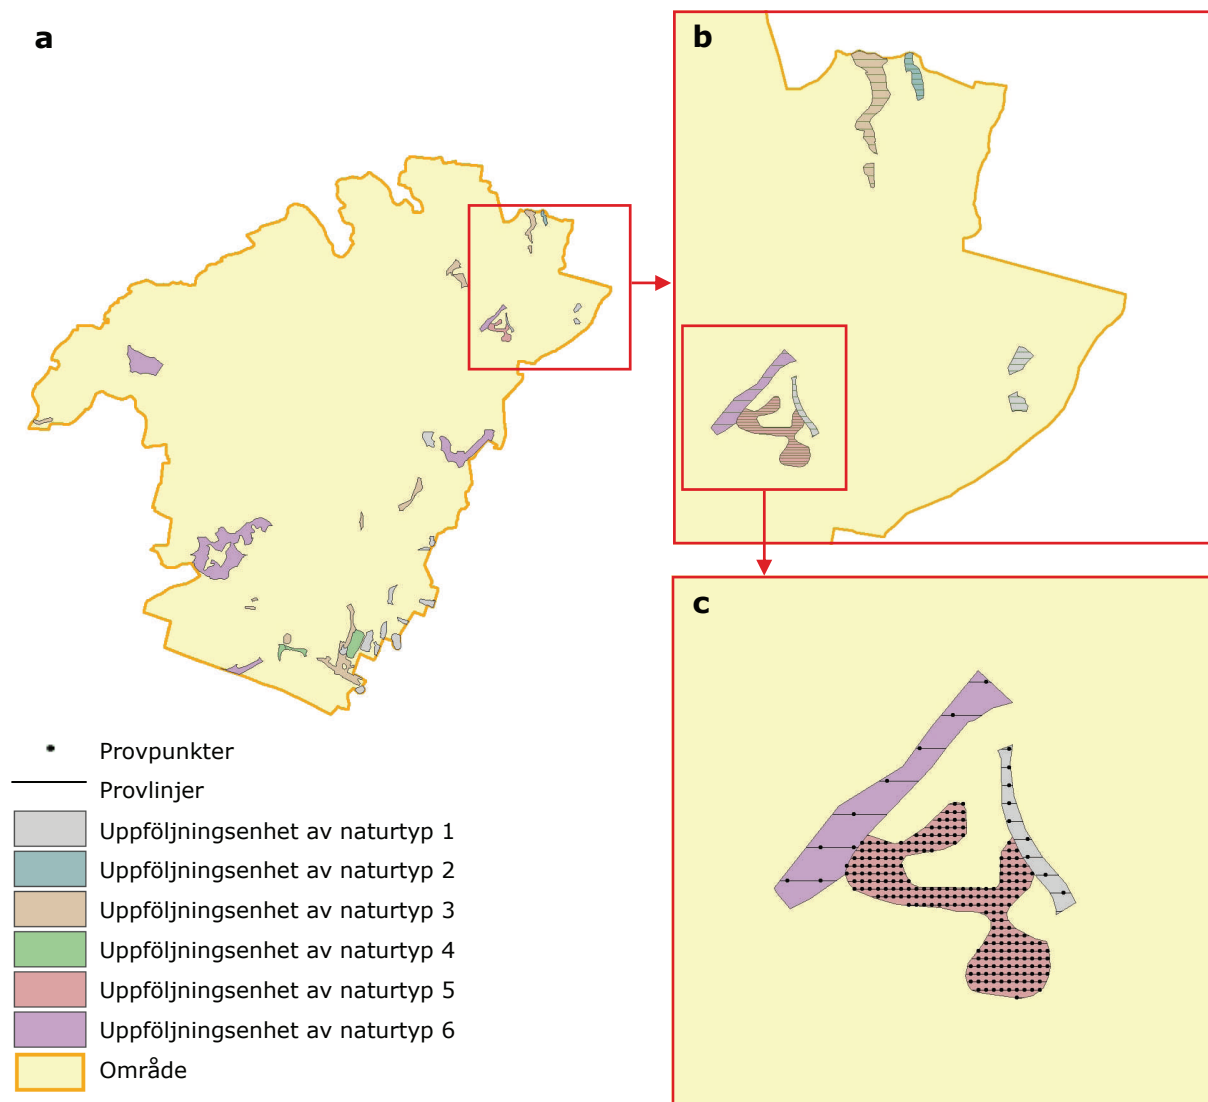 a
b
c
Provpunkter
Provlinjer
Uppföljningsenhet av naturtyp 1
Uppföljningsenhet av naturtyp 2
Uppföljningsenhet av naturtyp 3
Uppföljningsenhet av naturtyp 4
Uppföljningsenhet av naturtyp 5
Uppföljningsenhet av naturtyp 6
Område